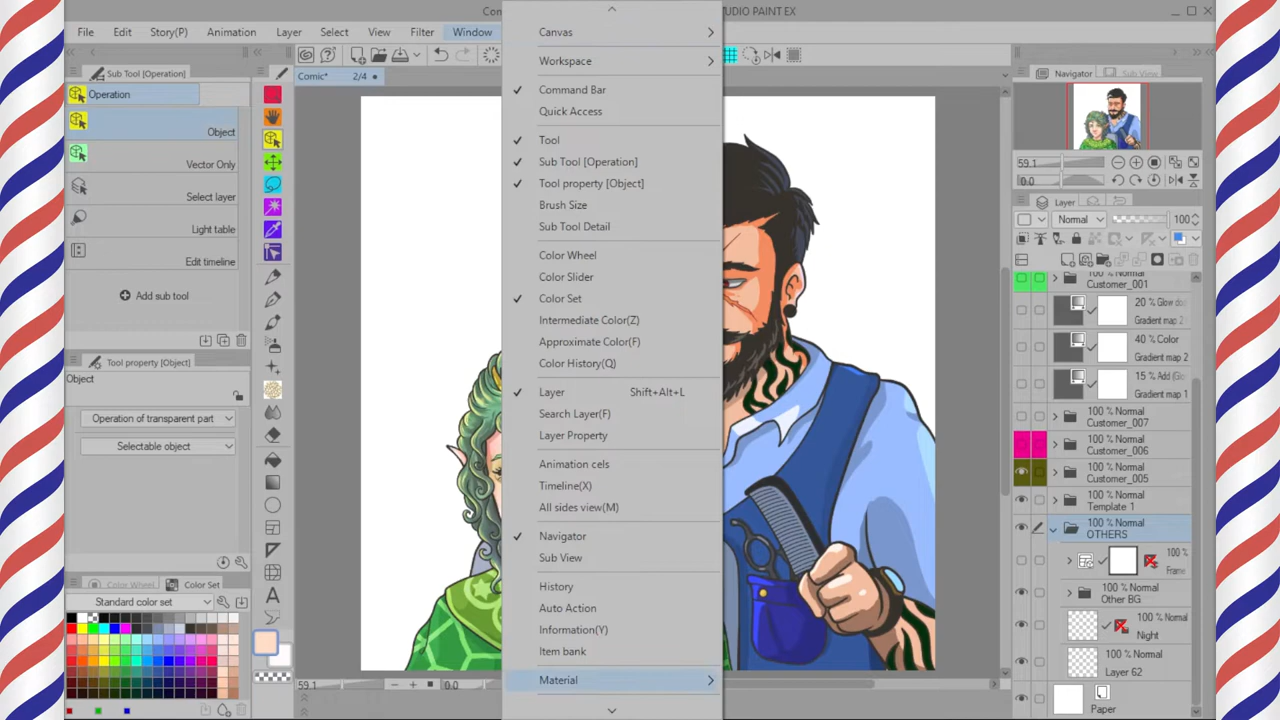 STUDIO PAINT EX
File Edit Story(P) Animation Layer Select View Filter Window
Comic* 2/4
Sub Tool [Operation]
Operation
Object
Vector Only
Select layer
Light table
Edit timeline
Add sub tool
Tool property [Object]
Object
Operation of transparent part
Selectable object
Color Wheel Color Set
Standard color set
59.1 0.0
Canvas
Workspace
Command Bar
Quick Access
Tool
Sub Tool [Operation]
Tool property [Object]
Brush Size
Sub Tool Detail
Color Wheel
Color Slider
Color Set
Intermediate Color(Z)
Approximate Color(F)
Color History(Q)
Layer Shift+Alt+L
Search Layer(F)
Layer Property
Animation cels
Timeline(X)
All sides view(M)
Navigator
Sub View
History
Auto Action
Information(Y)
Item bank
Material
Navigator Sub View
59.1
0.0
Layer
Normal 100
100 % Normal
Customer_001
20 % Glow do
Gradient map 2
40 % Color
Gradient map 2
15 % Add (Gl
Gradient map 1
100 % Normal
Customer_007
100 % Normal
Customer_006
100 % Normal
Customer_005
100 % Normal
Template 1
100 % Normal
OTHERS
100 %
Frame
100 % Normal
Other BG
100 % Normal
Night
100 % Normal
Layer 62
Paper